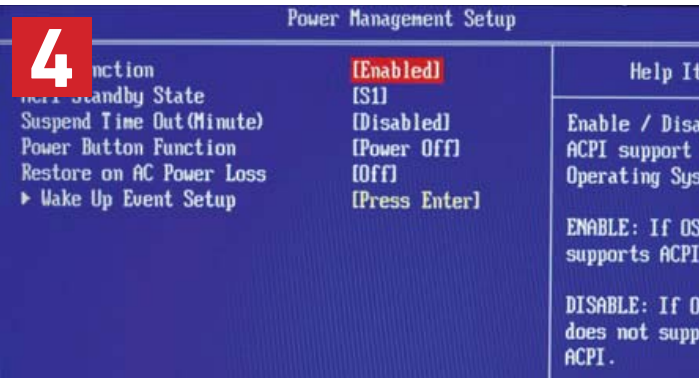 Power Management Setup
4
nction [Enabled]
Standby State [S1]
Suspend Time Out(Minute) [Disabled]
Power Button Function [Power Off]
Restore on AC Power Loss [Off]
▶ Wake Up Event Setup [Press Enter]
Help It
Enable / Disa
ACPI support
Operating Sys
ENABLE: If OS
supports ACPI
DISABLE: If O
does not supp
ACPI.